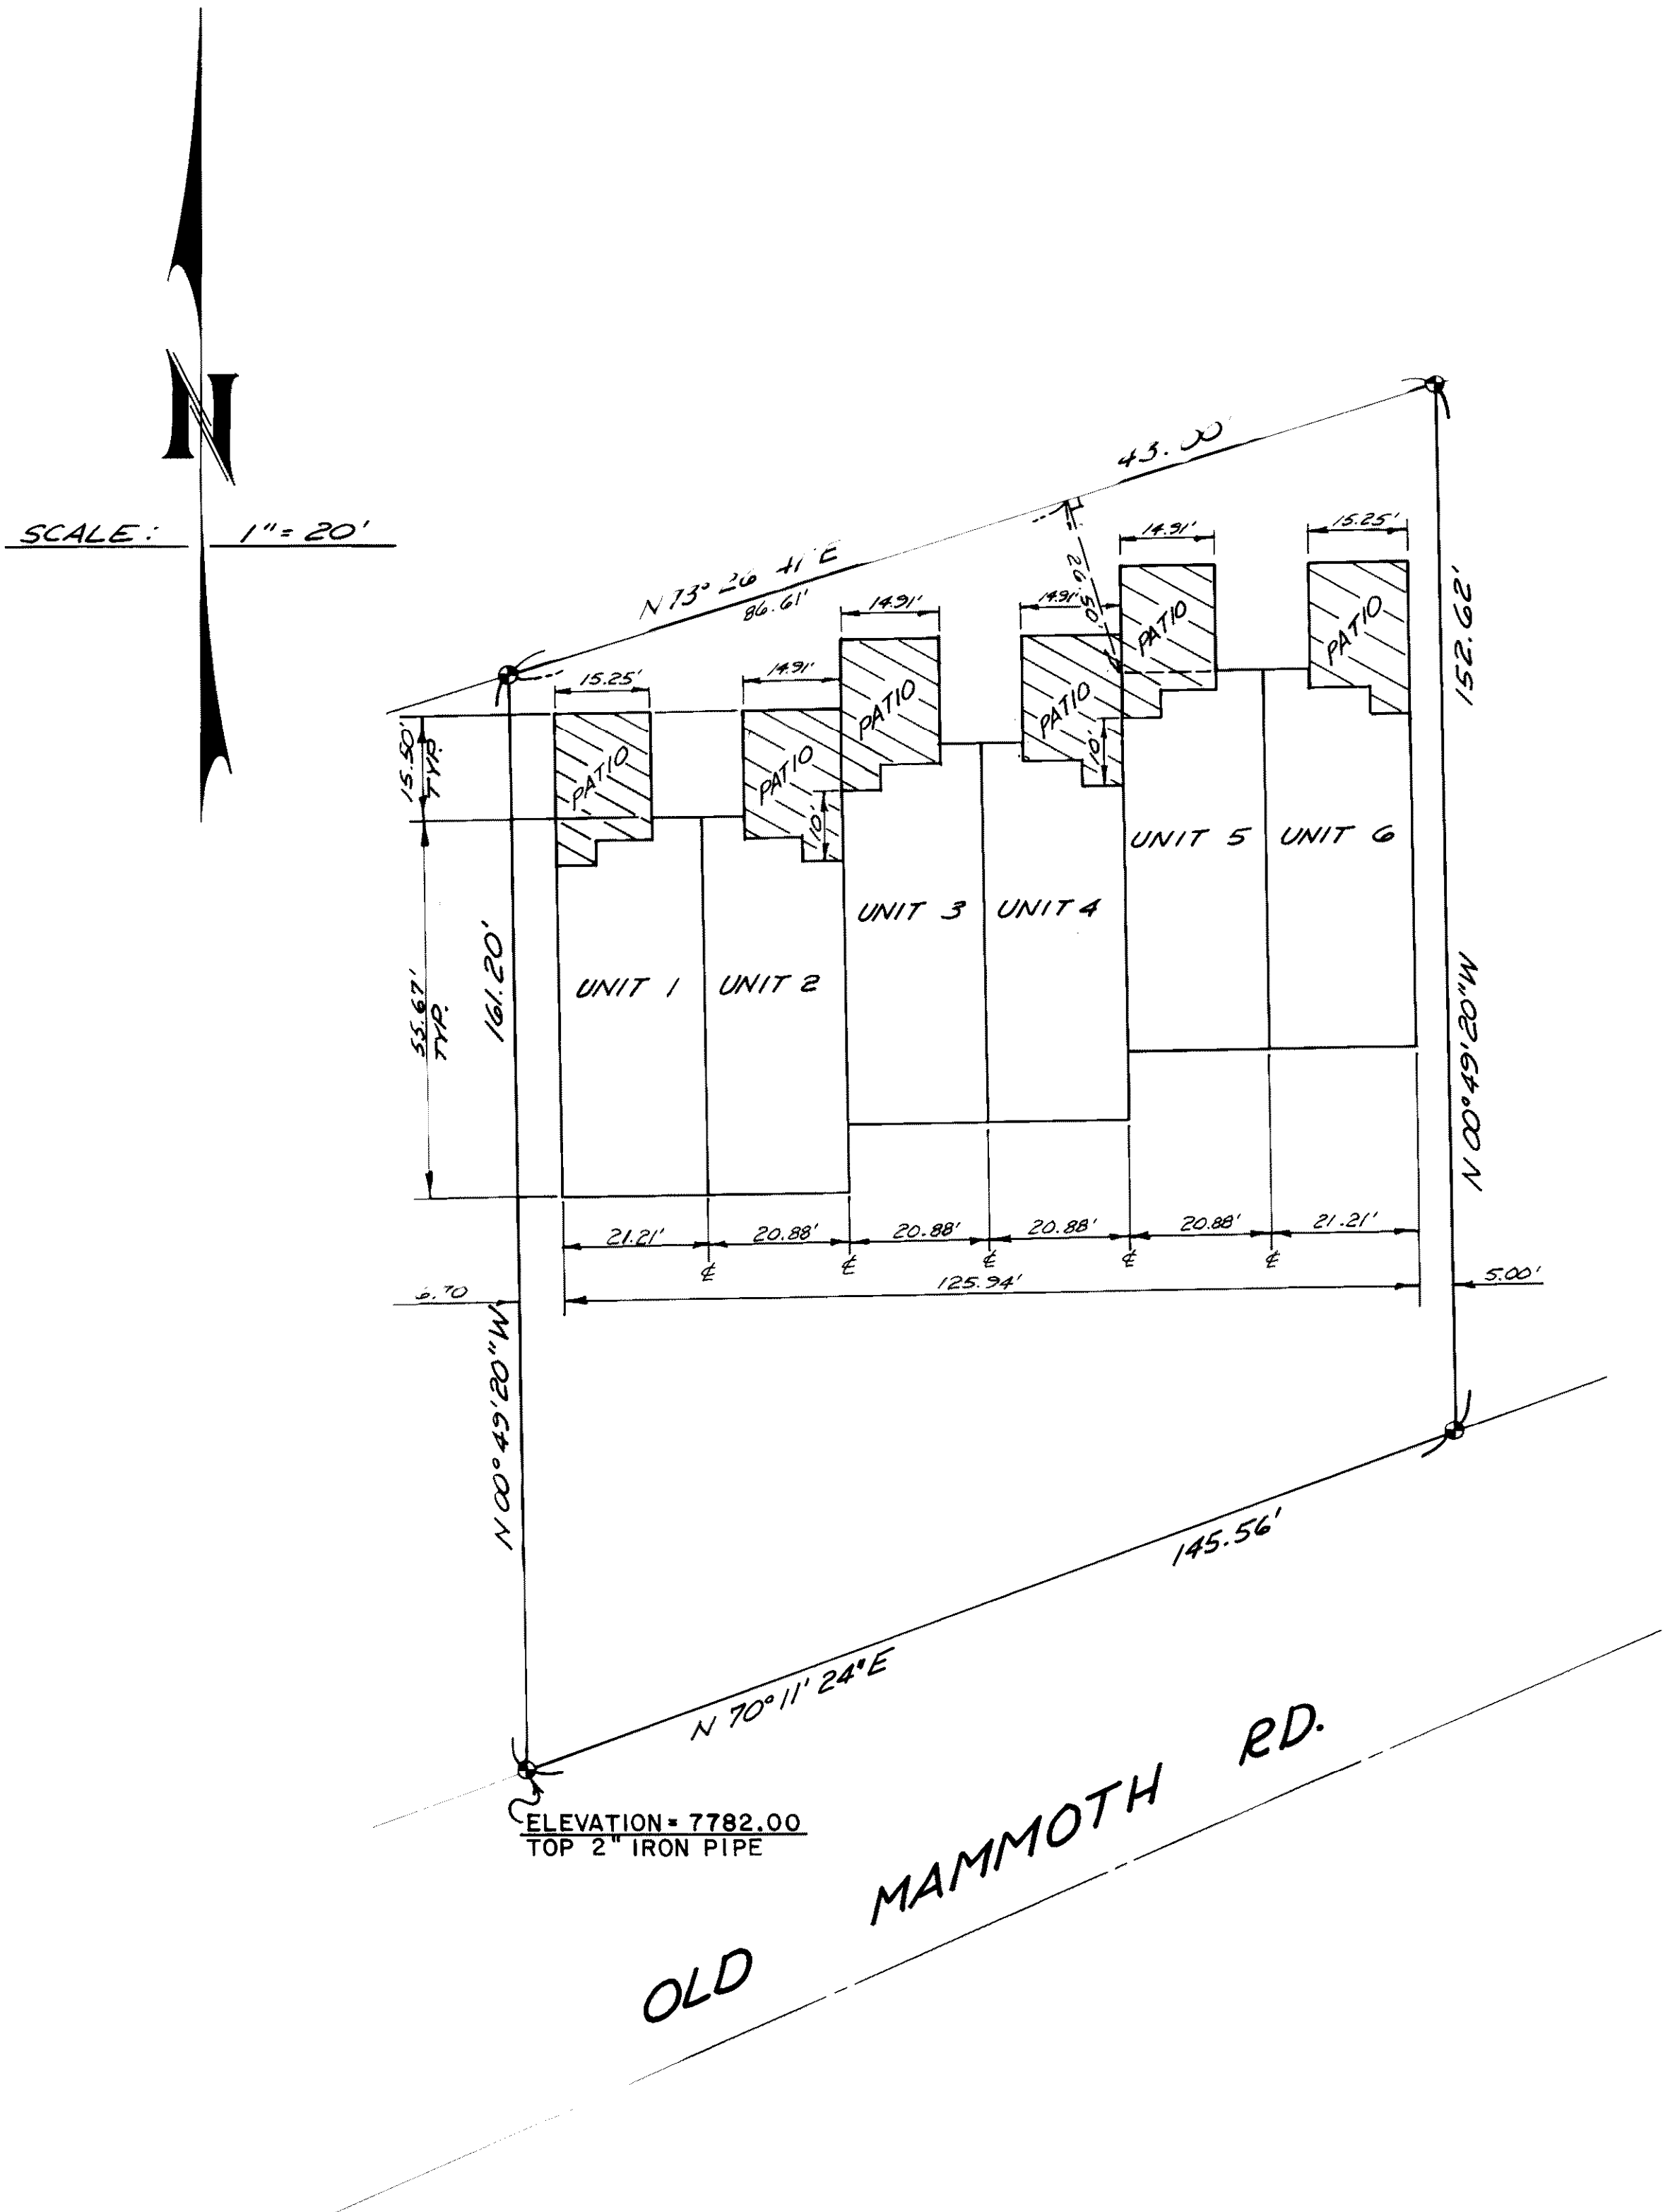 N
SCALE: 1"= 20'
43.00'
N 73° 26' 41" E
86.61'
26.50'
14.91'
15.25'
14.91'
14.91'
14.91'
15.25'
PATIO
PATIO
PATIO
PATIO
PATIO
PATIO
15.50'
TYP.
10'
10'
152.62'
UNIT 5
UNIT 6
UNIT 3
UNIT 4
UNIT 1
UNIT 2
55.67'
TYP.
161.20'
N 00°49'20"W
21.21'
20.88'
20.88'
20.88'
20.88'
21.21'
℄
℄
℄
℄
℄
125.94'
5.00'
N 00°49'20"W
145.56'
N 70°11'24"E
ELEVATION = 7782.00
TOP 2" IRON PIPE
OLD MAMMOTH RD.